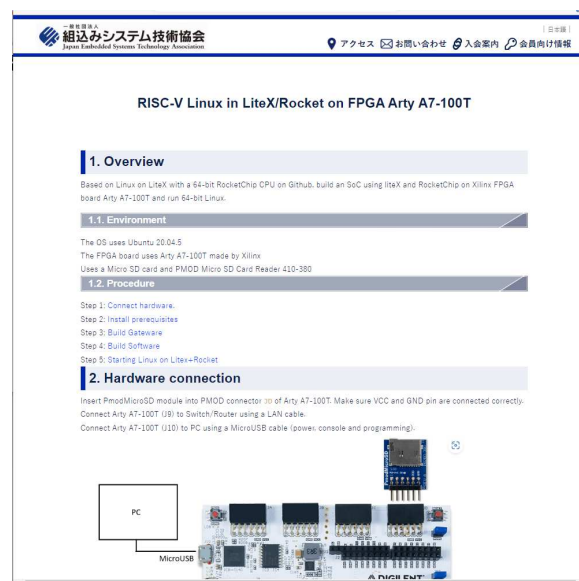 一般社団法人
組込みシステム技術協会
Japan Embedded Systems Technology Association
日本語
アクセス お問い合わせ 入会案内 会員向け情報
RISC-V Linux in LiteX/Rocket on FPGA Arty A7-100T
1. Overview
Based on Linux on LiteX with a 64-bit RocketChip CPU on Github, build an SoC using liteX and RocketChip on Xilinx FPGA
board Arty A7-100T and run 64-bit Linux.
1.1. Environment
The OS uses Ubuntu 20.04.5
The FPGA board uses Arty A7-100T made by Xilinx
Uses a Micro SD card and PMOD Micro SD Card Reader 410-380
1.2. Procedure
Step 1: Connect hardware.
Step 2: Install prerequisites
Step 3: Build Gateware
Step 4: Build Software
Step 5: Starting Linux on Litex+Rocket
2. Hardware connection
Insert PmodMicroSD module into PMOD connector JD of Arty A7-100T. Make sure VCC and GND pin are connected correctly.
Connect Arty A7-100T (J9) to Switch/Router using a LAN cable.
Connect Arty A7-100T (J10) to PC using a MicroUSB cable (power, console and programming).
PmodMicroSD
PC
MicroUSB
DIGILENT